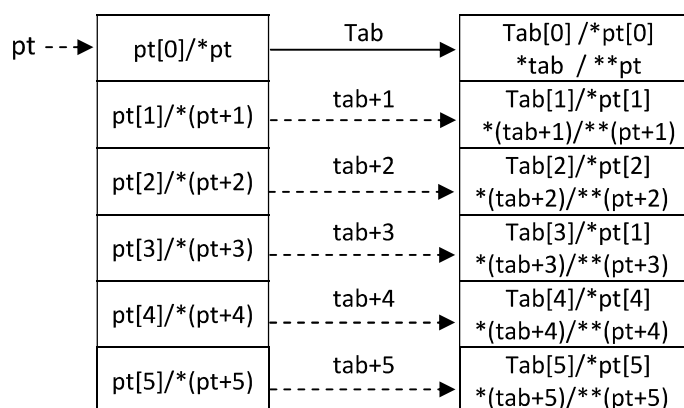 pt
pt[0]/*pt
Tab
Tab[0] /*pt[0]
*tab / **pt
pt[1]/*(pt+1)
tab+1
Tab[1]/*pt[1]
*(tab+1)/**(pt+1)
pt[2]/*(pt+2)
tab+2
Tab[2]/*pt[2]
*(tab+2)/**(pt+2)
pt[3]/*(pt+3)
tab+3
Tab[3]/*pt[1]
*(tab+3)/**(pt+3)
pt[4]/*(pt+4)
tab+4
Tab[4]/*pt[4]
*(tab+4)/**(pt+4)
pt[5]/*(pt+5)
tab+5
Tab[5]/*pt[5]
*(tab+5)/**(pt+5)